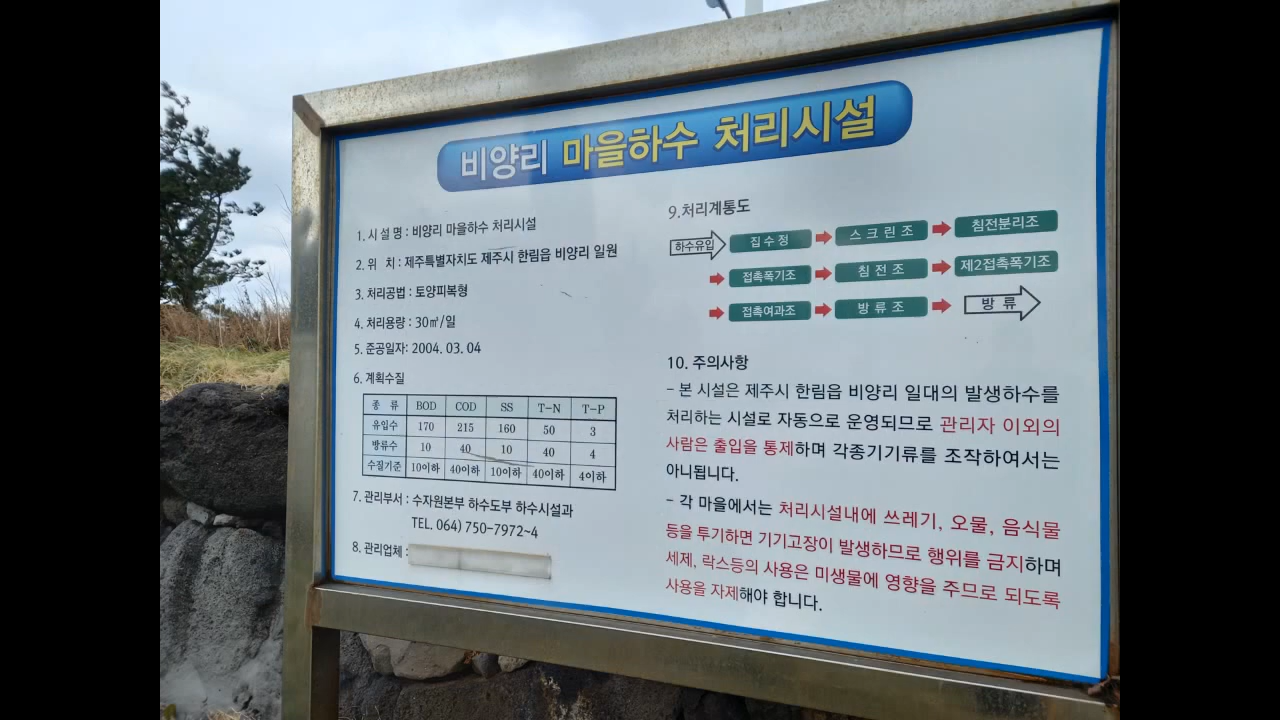 비양리 마을하수 처리시설
1. 시 설 명 : 비양리 마을하수 처리시설
2. 위 치 : 제주특별자치도 제주시 한림읍 비양리 일원
3. 처리공법 : 토양피복형
4. 처리용량 : 30㎥/일
5. 준공일자: 2004. 03. 04
6. 계획수질
종 류 BOD COD SS T-N T-P
유입수 170 215 160 50 3
방류수 10 40 10 40 4
수질기준 10이하 40이하 10이하 40이하 4이하
7. 관리부서 : 수자원본부 하수도부 하수시설과
TEL. 064) 750-7972~4
8. 관리업체 :
9.처리계통도
하수유입 집 수 정 스 크 린 조 침전분리조
접촉폭기조 침 전 조 제2접촉폭기조
접촉여과조 방 류 조 방 류
10. 주의사항
- 본 시설은 제주시 한림읍 비양리 일대의 발생하수를
처리하는 시설로 자동으로 운영되므로 관리자 이외의
사람은 출입을 통제하며 각종기기류를 조작하여서는
아니됩니다.
- 각 마을에서는 처리시설내에 쓰레기, 오물, 음식물
등을 투기하면 기기고장이 발생하므로 행위를 금지하며
세제, 락스등의 사용은 미생물에 영향을 주므로 되도록
사용을 자제해야 합니다.